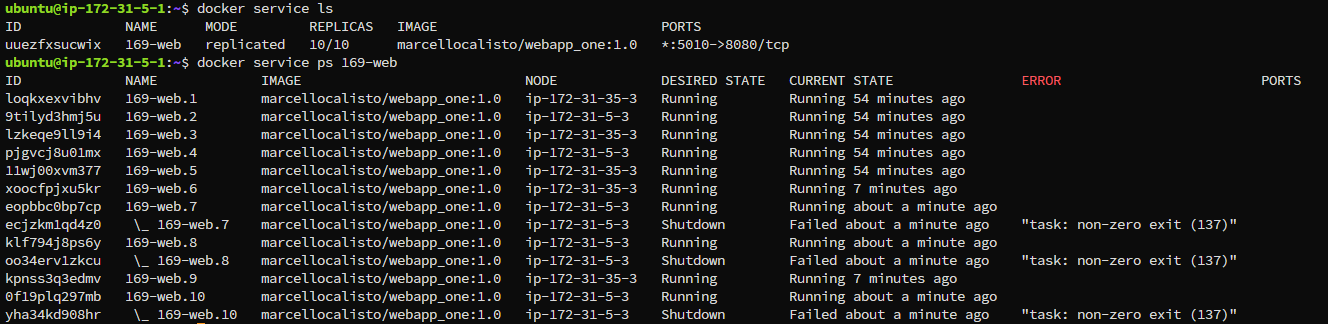 ubuntu@ip-172-31-5-1:~$ docker service ls
ID NAME MODE REPLICAS IMAGE PORTS
uuezfxsucwix 169-web replicated 10/10 marcellocalisto/webapp_one:1.0 *:5010->8080/tcp
ubuntu@ip-172-31-5-1:~$ docker service ps 169-web
ID NAME IMAGE NODE DESIRED STATE CURRENT STATE ERROR PORTS
loqkxexvibhv 169-web.1 marcellocalisto/webapp_one:1.0 ip-172-31-35-3 Running Running 54 minutes ago
9tilyd3hmj5u 169-web.2 marcellocalisto/webapp_one:1.0 ip-172-31-5-3 Running Running 54 minutes ago
lzkeqe9ll9i4 169-web.3 marcellocalisto/webapp_one:1.0 ip-172-31-35-3 Running Running 54 minutes ago
pjgvcj8u01mx 169-web.4 marcellocalisto/webapp_one:1.0 ip-172-31-5-3 Running Running 54 minutes ago
l1wj00xvm377 169-web.5 marcellocalisto/webapp_one:1.0 ip-172-31-35-3 Running Running 54 minutes ago
xoocfpjxu5kr 169-web.6 marcellocalisto/webapp_one:1.0 ip-172-31-35-3 Running Running 7 minutes ago
eopbbc0bp7cp 169-web.7 marcellocalisto/webapp_one:1.0 ip-172-31-5-3 Running Running about a minute ago
ecjzkm1qd4z0 \_ 169-web.7 marcellocalisto/webapp_one:1.0 ip-172-31-5-3 Shutdown Failed about a minute ago "task: non-zero exit (137)"
klf794j8ps6y 169-web.8 marcellocalisto/webapp_one:1.0 ip-172-31-5-3 Running Running about a minute ago
oo34erv1zkcu \_ 169-web.8 marcellocalisto/webapp_one:1.0 ip-172-31-5-3 Shutdown Failed about a minute ago "task: non-zero exit (137)"
kpnss3q3edmv 169-web.9 marcellocalisto/webapp_one:1.0 ip-172-31-35-3 Running Running 7 minutes ago
0f19plq297mb 169-web.10 marcellocalisto/webapp_one:1.0 ip-172-31-5-3 Running Running about a minute ago
yha34kd908hr \_ 169-web.10 marcellocalisto/webapp_one:1.0 ip-172-31-5-3 Shutdown Failed about a minute ago "task: non-zero exit (137)"